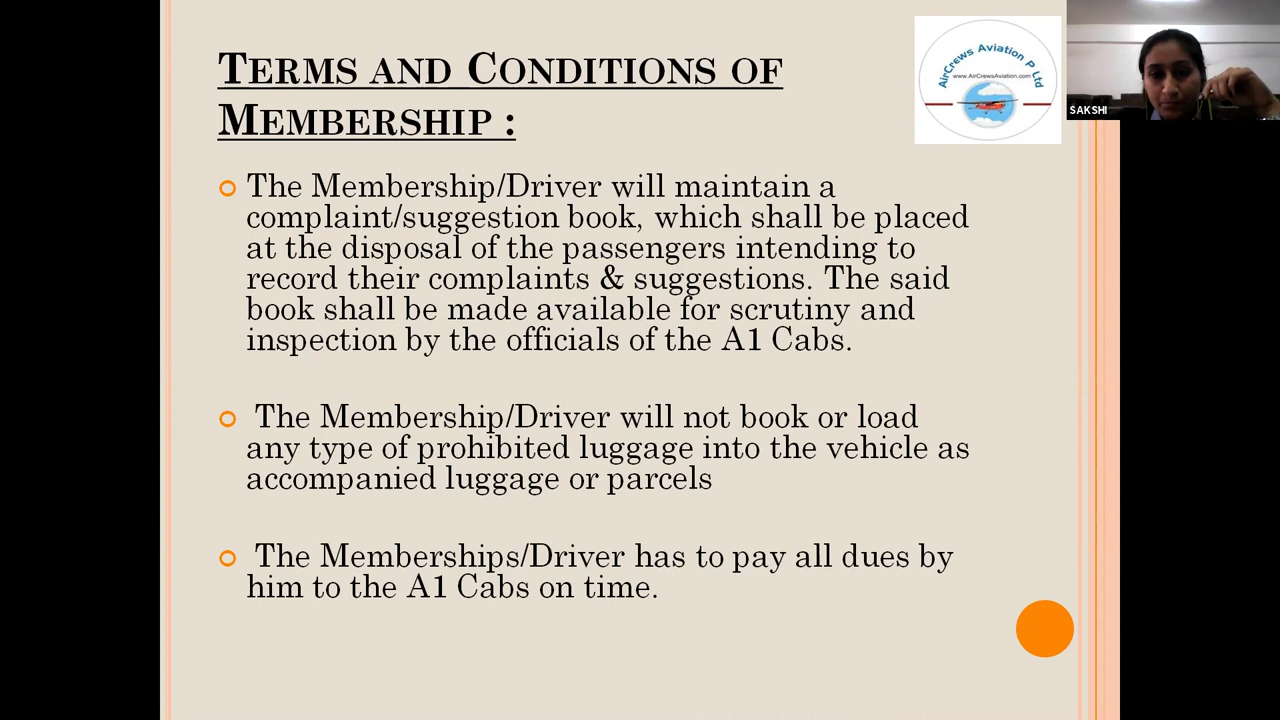 TERMS AND CONDITIONS OF
MEMBERSHIP :
AirCrews Aviation P Ltd
www.AirCrewsAviation.com
SAKSHI
The Membership/Driver will maintain a
complaint/suggestion book, which shall be placed
at the disposal of the passengers intending to
record their complaints & suggestions. The said
book shall be made available for scrutiny and
inspection by the officials of the A1 Cabs.
The Membership/Driver will not book or load
any type of prohibited luggage into the vehicle as
accompanied luggage or parcels
The Memberships/Driver has to pay all dues by
him to the A1 Cabs on time.